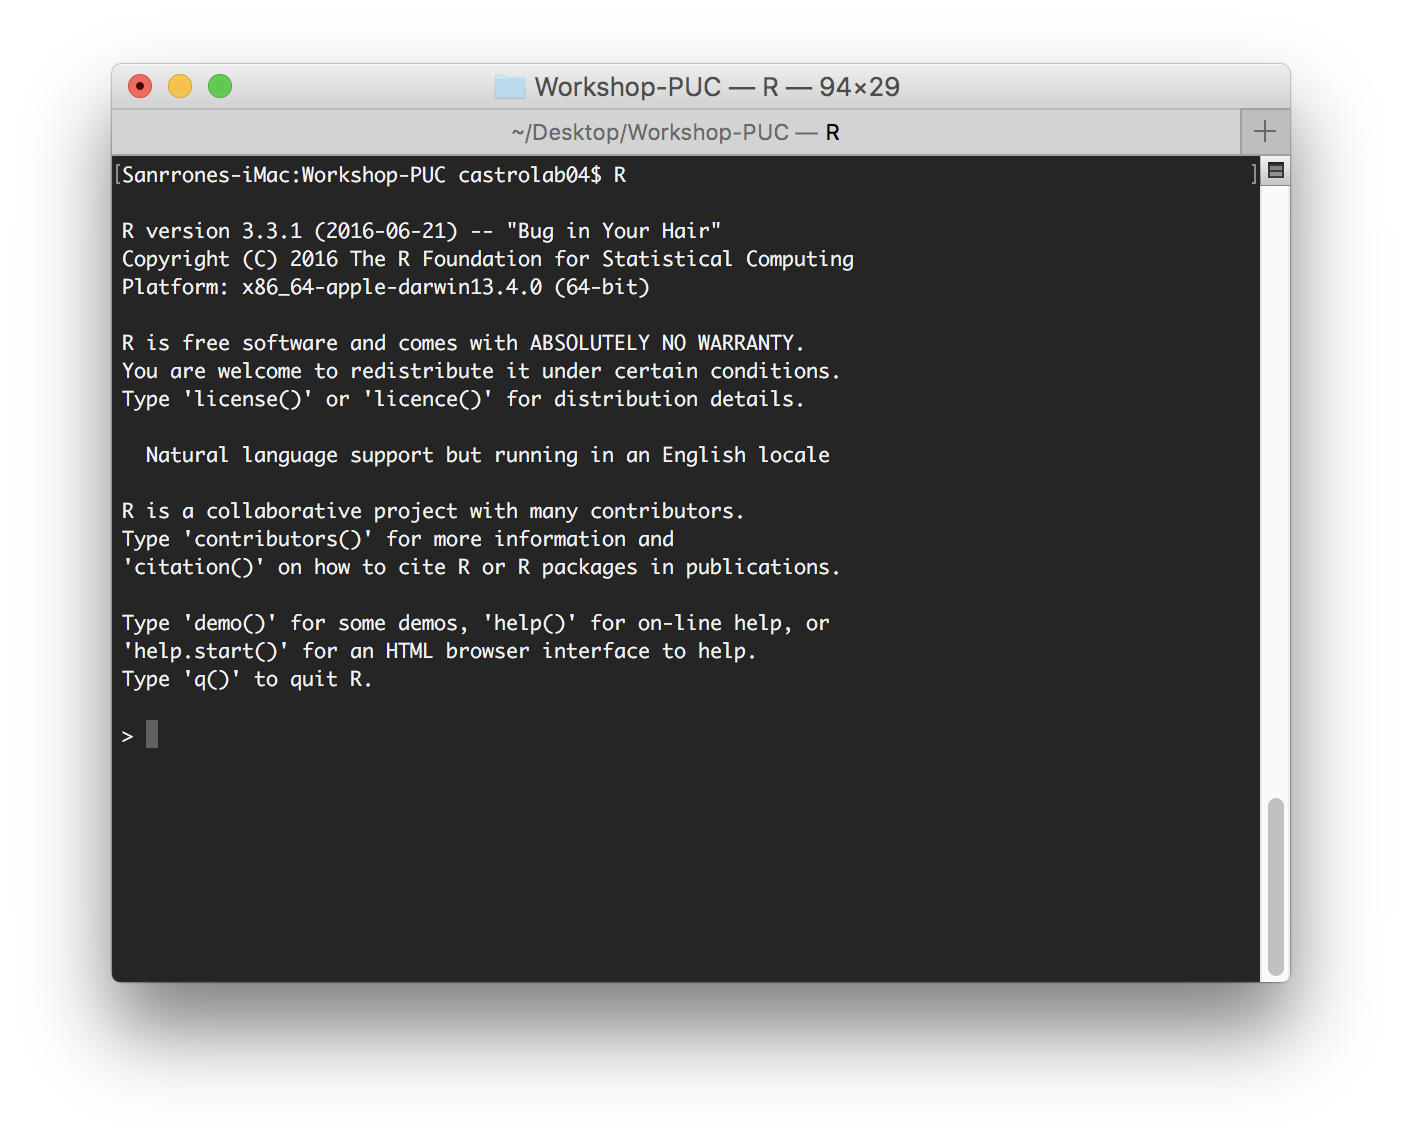 Workshop-PUC — R — 94×29
~/Desktop/Workshop-PUC — R
[Sanrrones-iMac:Workshop-PUC castrolab04$ R ]
R version 3.3.1 (2016-06-21) -- "Bug in Your Hair"
Copyright (C) 2016 The R Foundation for Statistical Computing
Platform: x86_64-apple-darwin13.4.0 (64-bit)
R is free software and comes with ABSOLUTELY NO WARRANTY.
You are welcome to redistribute it under certain conditions.
Type 'license()' or 'licence()' for distribution details.
Natural language support but running in an English locale
R is a collaborative project with many contributors.
Type 'contributors()' for more information and
'citation()' on how to cite R or R packages in publications.
Type 'demo()' for some demos, 'help()' for on-line help, or
'help.start()' for an HTML browser interface to help.
Type 'q()' to quit R.
>